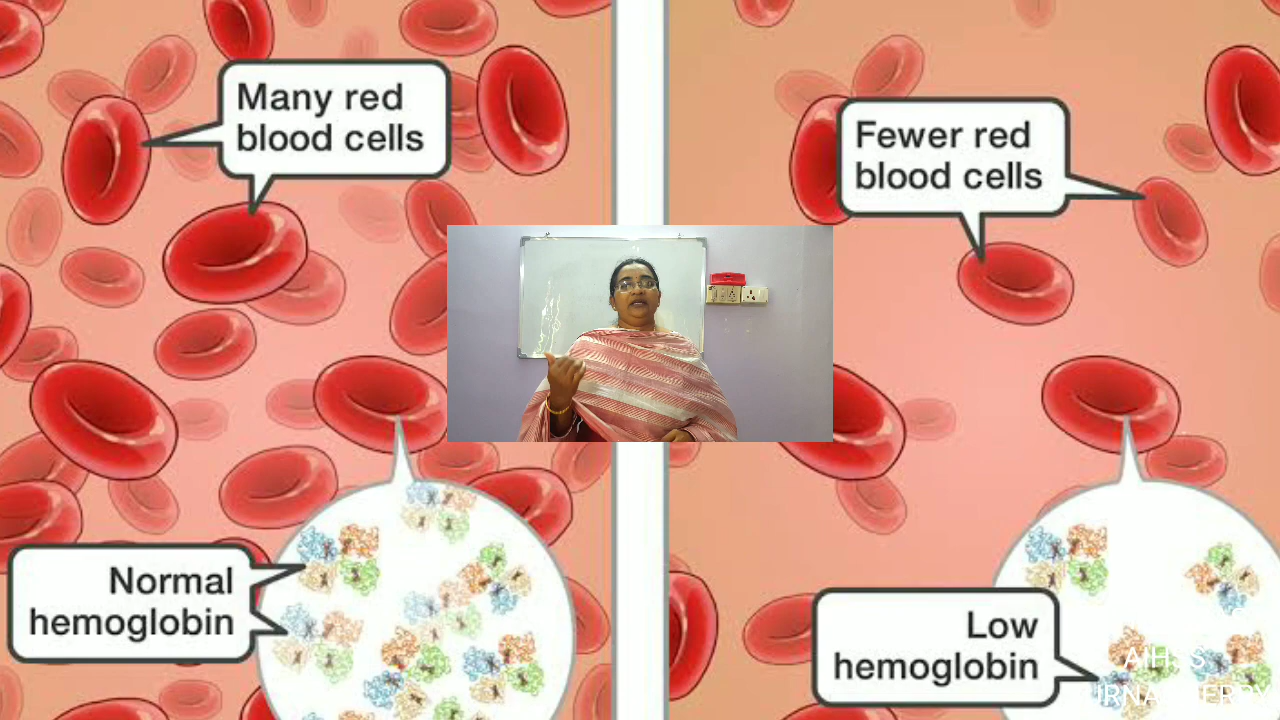 Many red
blood cells
Fewer red
blood cells
Normal
hemoglobin
Low
hemoglobin